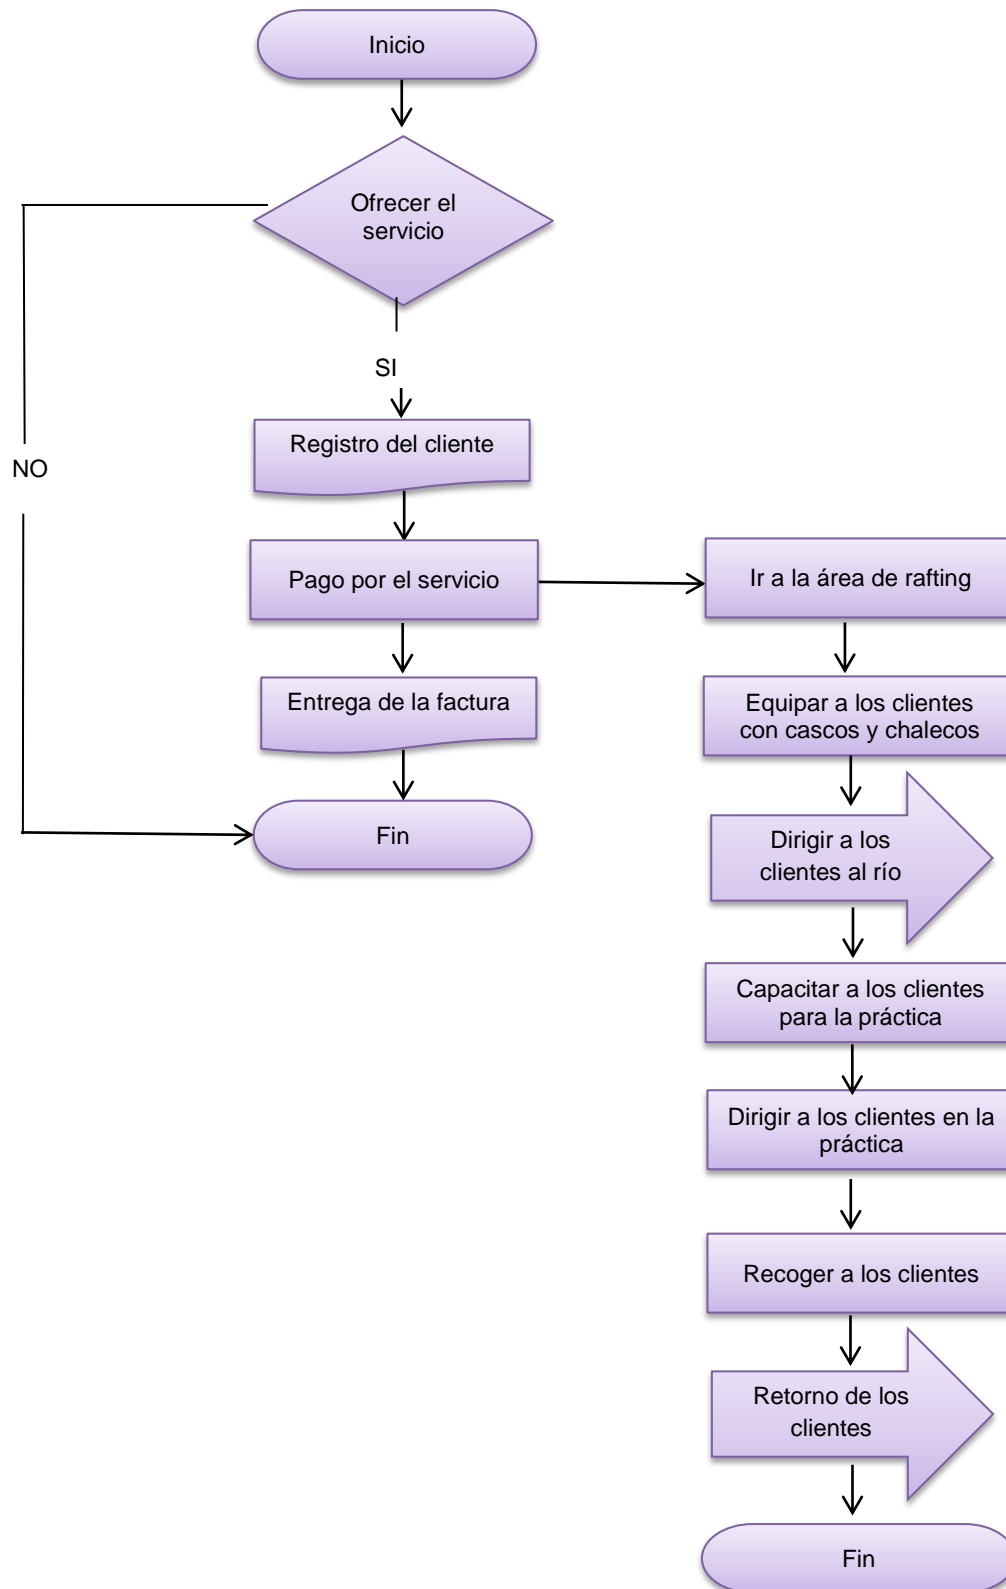 Inicio
Ofrecer el
servicio
SI
NO
Registro del cliente
Pago por el servicio
Entrega de la factura
Fin
Ir a la área de rafting
Equipar a los clientes
con cascos y chalecos
Dirigir a los
clientes al río
Capacitar a los clientes
para la práctica
Dirigir a los clientes en la
práctica
Recoger a los clientes
Retorno de los
clientes
Fin